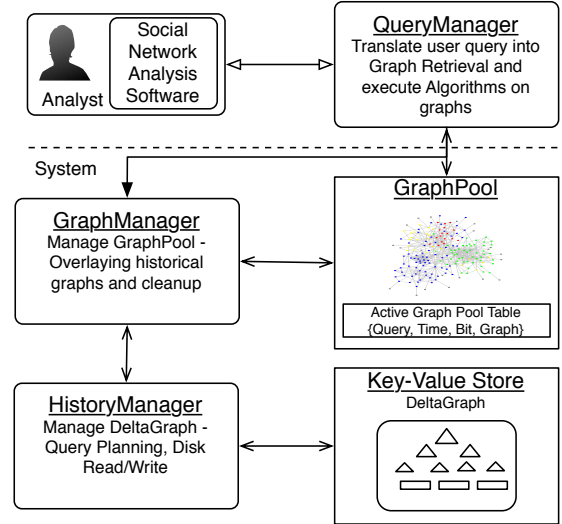 Social
Network
Analysis
Software
Analyst
QueryManager
Translate user query into
Graph Retrieval and
execute Algorithms on
graphs
System
GraphManager
Manage GraphPool -
Overlaying historical
graphs and cleanup
GraphPool
Active Graph Pool Table
{Query, Time, Bit, Graph}
HistoryManager
Manage DeltaGraph -
Query Planning, Disk
Read/Write
Key-Value Store
DeltaGraph